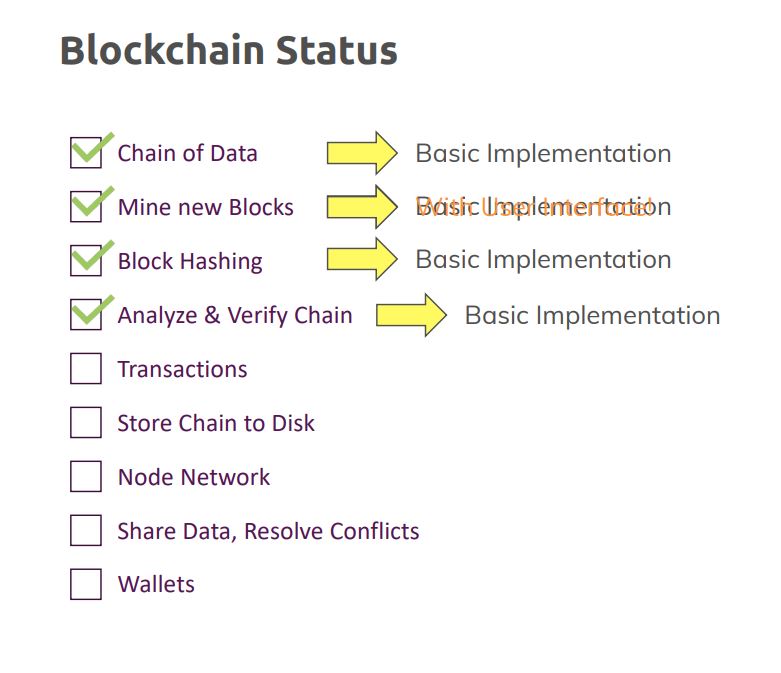 Blockchain Status
Chain of Data Basic Implementation
Mine new Blocks Basic Implementation With User Interface!
Block Hashing Basic Implementation
Analyze & Verify Chain Basic Implementation
Transactions
Store Chain to Disk
Node Network
Share Data, Resolve Conflicts
Wallets